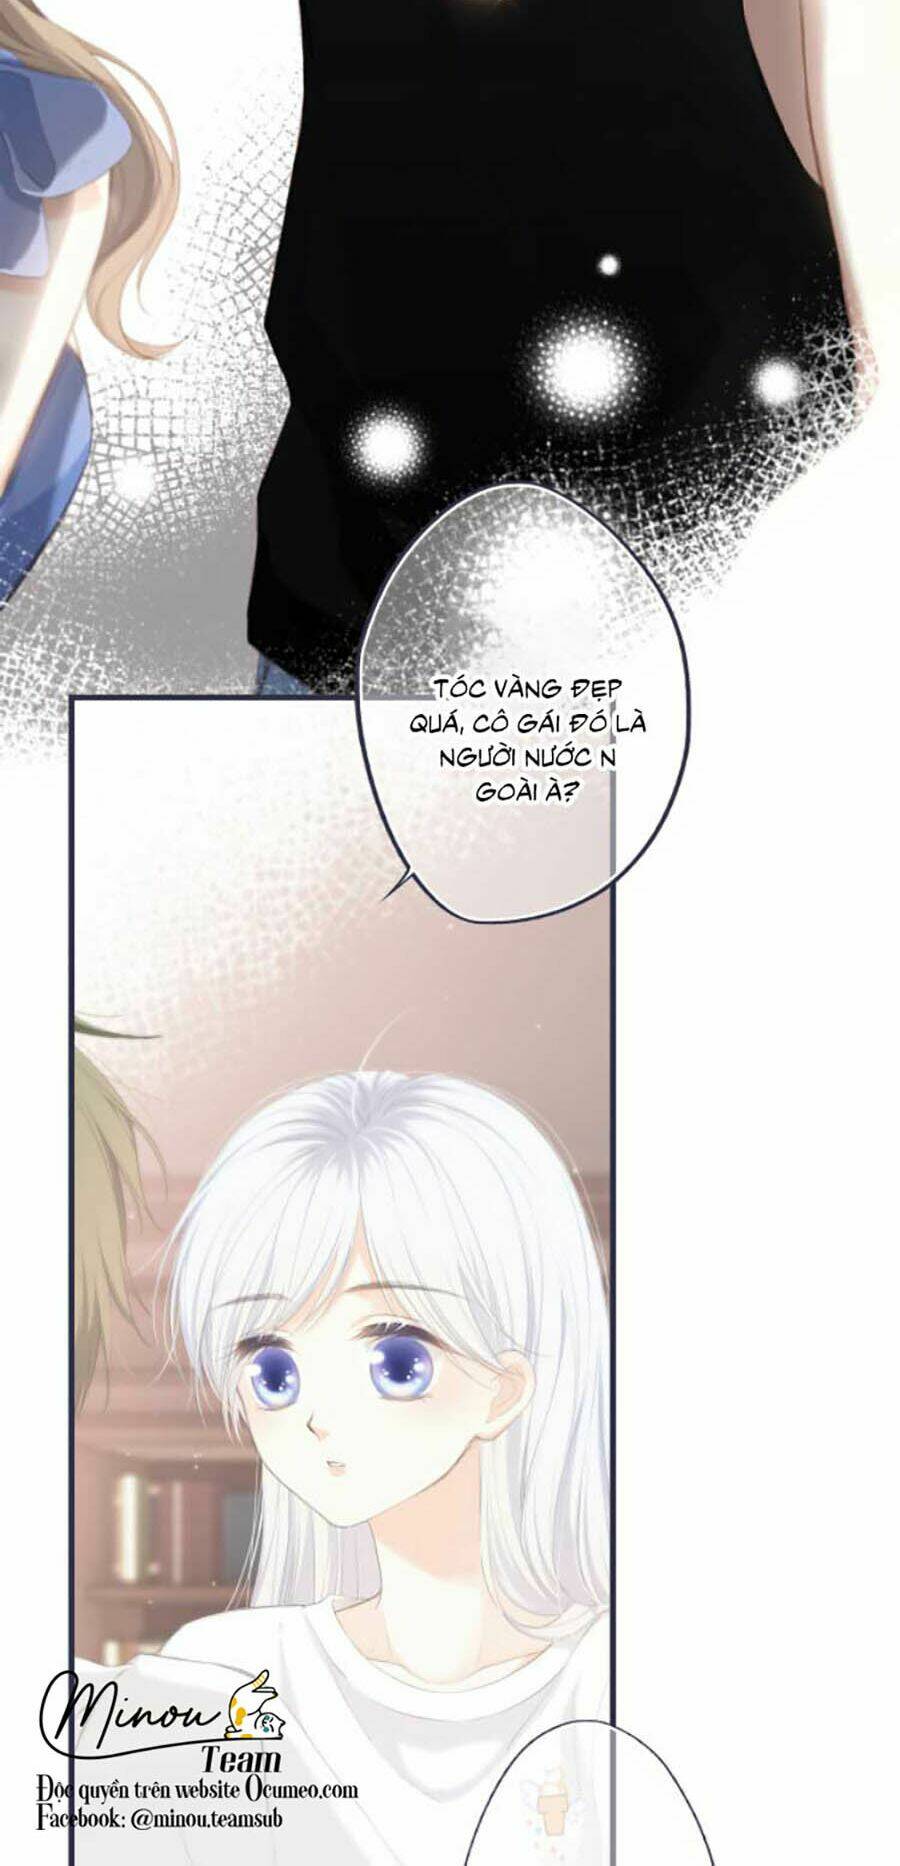 TÓC VÀNG ĐẸP
QUÁ, CÔ GÁI ĐÓ LÀ
NGƯỜI NƯỚC N
GOÀI À?
Minou
Team
Độc quyền trên website Ocumeo.com
Facebook: @minou.teamsub